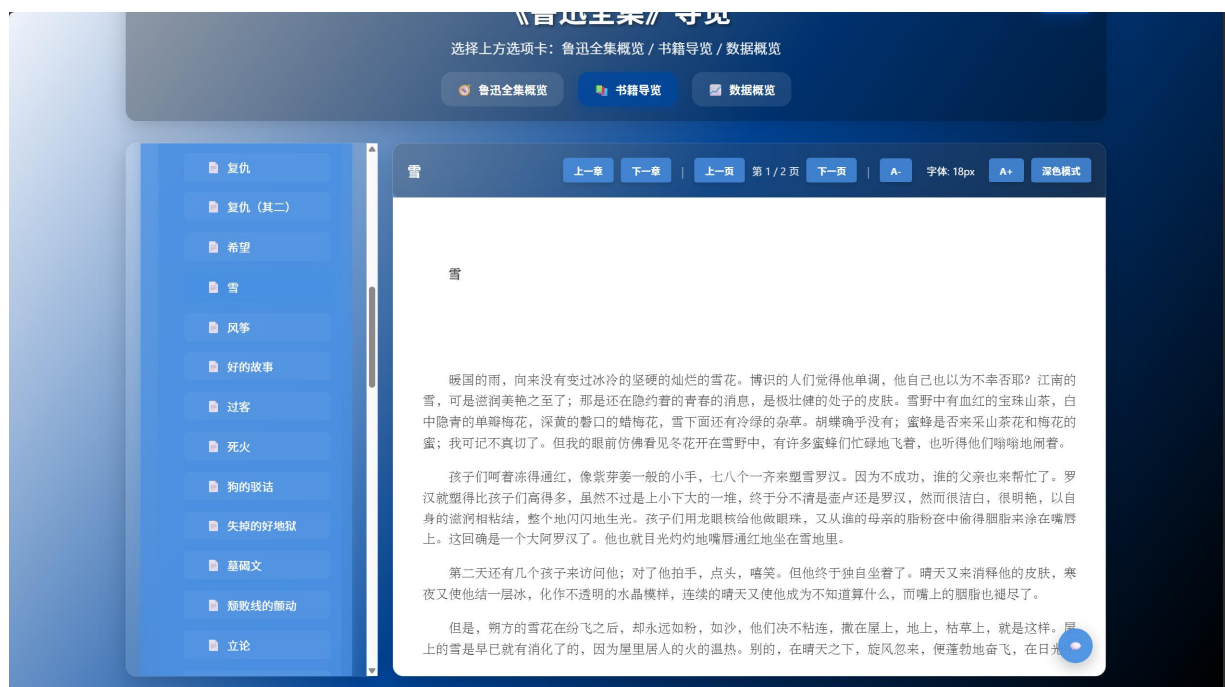 《鲁迅全集》导览
选择上方选项卡：鲁迅全集概览 / 书籍导览 / 数据概览
鲁迅全集概览
书籍导览
数据概览
复仇
复仇（其二）
希望
雪
风筝
好的故事
过客
死火
狗的驳诘
失掉的好地狱
墓碣文
颓败线的颤动
立论
雪
上一章 下一章 | 上一页 第 1 / 2 页 下一页 | A- 字体: 18px A+ 深色模式
雪
暖国的雨，向来没有变过冰冷的坚硬的灿烂的雪花。博识的人们觉得他单调，他自己也以为不幸否耶？江南的
雪，可是滋润美艳之至了；那是还在隐约着的青春的消息，是极壮健的处子的皮肤。雪野中有血红的宝珠山茶，白
中隐青的单瓣梅花，深黄的磬口的蜡梅花，雪下面还有冷绿的杂草。胡蝶确乎没有；蜜蜂是否来采山茶花和梅花的
蜜；我可记不真切了。但我的眼前仿佛看见冬花开在雪野中，有许多蜜蜂们忙碌地飞着，也听得他们嗡嗡地闹着。
孩子们呵着冻得通红，像紫芽姜一般的小手，七八个一齐来塑雪罗汉。因为不成功，谁的父亲也来帮忙了。罗
汉就塑得比孩子们高得多，虽然不过是上小下大的一堆，终于分不清是壶卢还是罗汉，然而很洁白，很明艳，以自
身的滋润相粘结，整个地闪闪地生光。孩子们用龙眼核给他做眼珠，又从谁的母亲的脂粉奁中偷得胭脂来涂在嘴唇
上。这回确是一个大阿罗汉了。他也就目光灼灼地嘴唇通红地坐在雪地里。
第二天还有几个孩子来访问他；对了他拍手，点头，嘻笑。但他终于独自坐着了。晴天又来消释他的皮肤，寒
夜又使他结一层冰，化作不透明的水晶模样，连续的晴天又使他成为不知道算什么，而嘴上的胭脂也褪尽了。
但是，朔方的雪花在纷飞之后，却永远如粉，如沙，他们决不粘连，撒在屋上，地上，枯草上，就是这样。屋
上的雪是早已就有消化了的，因为屋里居人的火的温热。别的，在晴天之下，旋风忽来，便蓬勃地奋飞，在日光